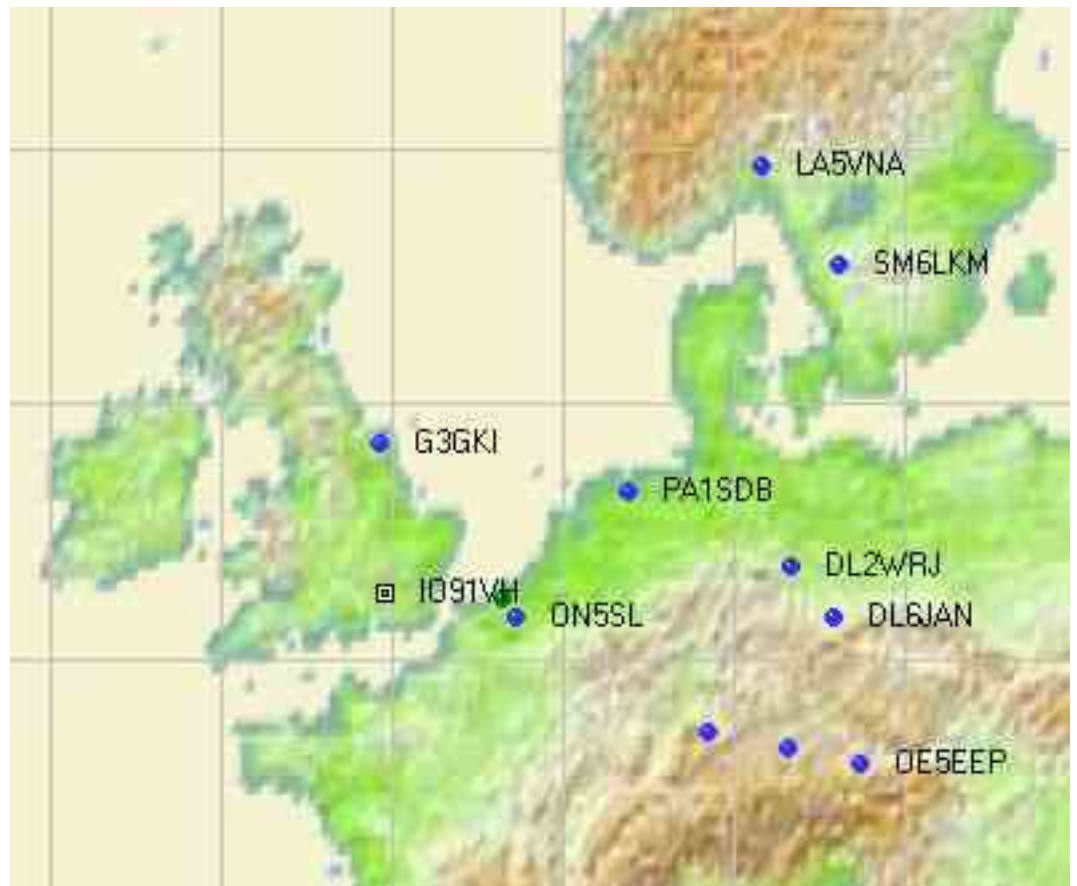 LA5VNA
SM6LKM
G3GKI
PA1SDB
DL2WRJ
IO91VH
ON5SL
DL6JAN
OE5EEP